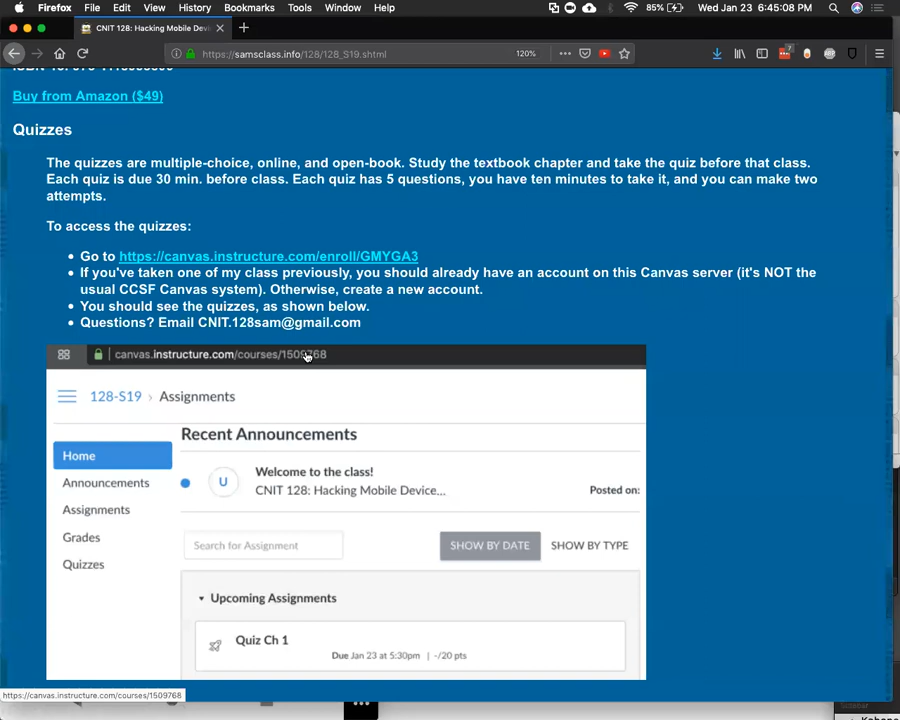 Firefox File Edit View History Bookmarks Tools Window Help 85% Wed Jan 23 6:45:08 PM
CNIT 128: Hacking Mobile Devi
https://samsclass.info/128/128_S19.shtml 120%
7
Buy from Amazon ($49)
Quizzes
The quizzes are multiple-choice, online, and open-book. Study the textbook chapter and take the quiz before that class.
Each quiz is due 30 min. before class. Each quiz has 5 questions, you have ten minutes to take it, and you can make two
attempts.
To access the quizzes:
Go to https://canvas.instructure.com/enroll/GMYGA3
If you've taken one of my class previously, you should already have an account on this Canvas server (it's NOT the
usual CCSF Canvas system). Otherwise, create a new account.
You should see the quizzes, as shown below.
Questions? Email CNIT.128sam@gmail.com
canvas.instructure.com/courses/1509768
128-S19 › Assignments
Recent Announcements
Home
Welcome to the class!
U
Announcements
CNIT 128: Hacking Mobile Device...
Posted on:
Assignments
Grades
Search for Assignment
SHOW BY DATE
SHOW BY TYPE
Quizzes
Upcoming Assignments
Quiz Ch 1
Due Jan 23 at 5:30pm | -/20 pts
https://canvas.instructure.com/courses/1509768